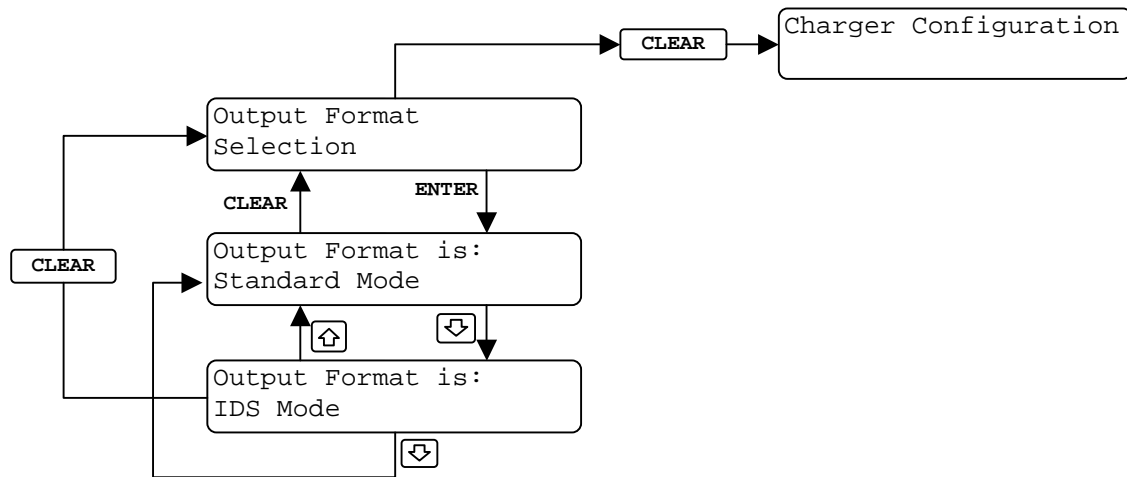 Charger Configuration
CLEAR
Output Format
Selection
CLEAR
ENTER
Output Format is:
Standard Mode
CLEAR
Output Format is:
IDS Mode